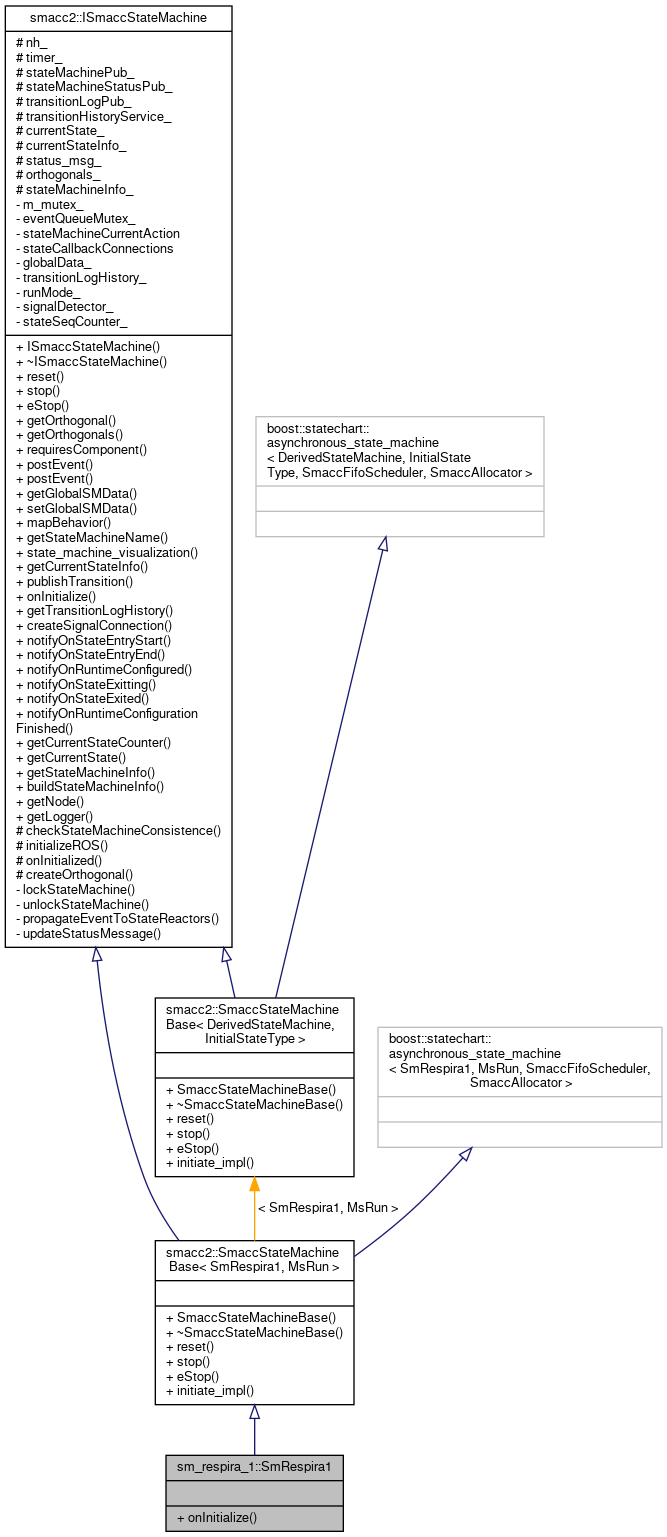 smacc2::ISmaccStateMachine
# nh_
# timer_
# stateMachinePub_
# stateMachineStatusPub_
# transitionLogPub_
# transitionHistoryService_
# currentState_
# currentStateInfo_
# status_msg_
# orthogonals_
# stateMachineInfo_
- m_mutex_
- eventQueueMutex_
- stateMachineCurrentAction
- stateCallbackConnections
- globalData_
- transitionLogHistory_
- runMode_
- signalDetector_
- stateSeqCounter_
+ ISmaccStateMachine()
+ ~ISmaccStateMachine()
+ reset()
+ stop()
+ eStop()
+ getOrthogonal()
+ getOrthogonals()
+ requiresComponent()
+ postEvent()
+ postEvent()
+ getGlobalSMData()
+ setGlobalSMData()
+ mapBehavior()
+ getStateMachineName()
+ state_machine_visualization()
+ getCurrentStateInfo()
+ publishTransition()
+ onInitialize()
+ getTransitionLogHistory()
+ createSignalConnection()
+ notifyOnStateEntryStart()
+ notifyOnStateEntryEnd()
+ notifyOnRuntimeConfigured()
+ notifyOnStateExitting()
+ notifyOnStateExited()
+ notifyOnRuntimeConfiguration
Finished()
+ getCurrentStateCounter()
+ getCurrentState()
+ getStateMachineInfo()
+ buildStateMachineInfo()
+ getNode()
+ getLogger()
# checkStateMachineConsistence()
# initializeROS()
# onInitialized()
# createOrthogonal()
- lockStateMachine()
- unlockStateMachine()
- propagateEventToStateReactors()
- updateStatusMessage()
boost::statechart::
asynchronous_state_machine
< DerivedStateMachine, InitialState
Type, SmaccFifoScheduler, SmaccAllocator >
smacc2::SmaccStateMachine
Base< DerivedStateMachine,
InitialStateType >
+ SmaccStateMachineBase()
+ ~SmaccStateMachineBase()
+ reset()
+ stop()
+ eStop()
+ initiate_impl()
boost::statechart::
asynchronous_state_machine
< SmRespira1, MsRun, SmaccFifoScheduler,
SmaccAllocator >
< SmRespira1, MsRun >
smacc2::SmaccStateMachine
Base< SmRespira1, MsRun >
+ SmaccStateMachineBase()
+ ~SmaccStateMachineBase()
+ reset()
+ stop()
+ eStop()
+ initiate_impl()
sm_respira_1::SmRespira1
+ onInitialize()